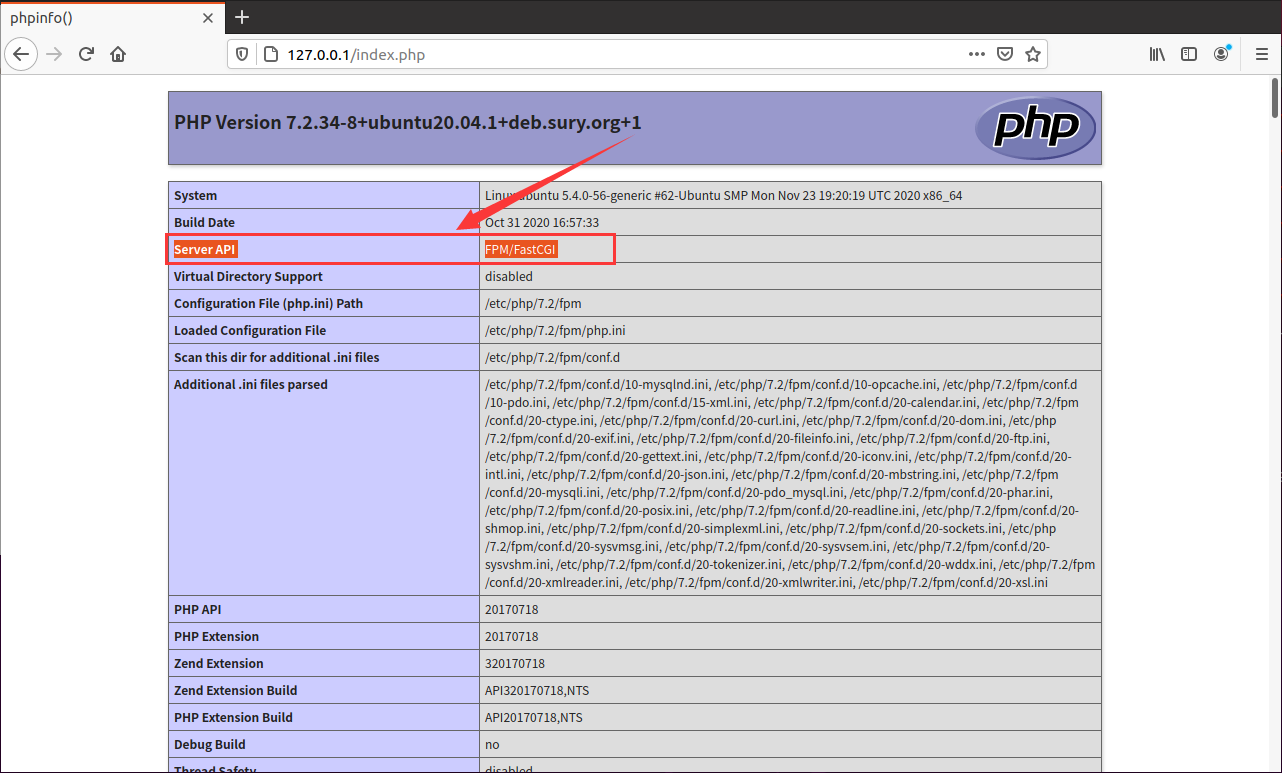 phpinfo()
127.0.0.1/index.php
PHP Version 7.2.34-8+ubuntu20.04.1+deb.sury.org+1
php
System Linux ubuntu 5.4.0-56-generic #62-Ubuntu SMP Mon Nov 23 19:20:19 UTC 2020 x86_64
Build Date Oct 31 2020 16:57:33
Server API FPM/FastCGI
Virtual Directory Support disabled
Configuration File (php.ini) Path /etc/php/7.2/fpm
Loaded Configuration File /etc/php/7.2/fpm/php.ini
Scan this dir for additional .ini files /etc/php/7.2/fpm/conf.d
Additional .ini files parsed /etc/php/7.2/fpm/conf.d/10-mysqlnd.ini, /etc/php/7.2/fpm/conf.d/10-opcache.ini, /etc/php/7.2/fpm/conf.d
/10-pdo.ini, /etc/php/7.2/fpm/conf.d/15-xml.ini, /etc/php/7.2/fpm/conf.d/20-calendar.ini, /etc/php/7.2/fpm
/conf.d/20-ctype.ini, /etc/php/7.2/fpm/conf.d/20-curl.ini, /etc/php/7.2/fpm/conf.d/20-dom.ini, /etc/php
/7.2/fpm/conf.d/20-exif.ini, /etc/php/7.2/fpm/conf.d/20-fileinfo.ini, /etc/php/7.2/fpm/conf.d/20-ftp.ini,
/etc/php/7.2/fpm/conf.d/20-gettext.ini, /etc/php/7.2/fpm/conf.d/20-iconv.ini, /etc/php/7.2/fpm/conf.d/20-
intl.ini, /etc/php/7.2/fpm/conf.d/20-json.ini, /etc/php/7.2/fpm/conf.d/20-mbstring.ini, /etc/php/7.2/fpm
/conf.d/20-mysqli.ini, /etc/php/7.2/fpm/conf.d/20-pdo_mysql.ini, /etc/php/7.2/fpm/conf.d/20-phar.ini,
/etc/php/7.2/fpm/conf.d/20-posix.ini, /etc/php/7.2/fpm/conf.d/20-readline.ini, /etc/php/7.2/fpm/conf.d/20-
shmop.ini, /etc/php/7.2/fpm/conf.d/20-simplexml.ini, /etc/php/7.2/fpm/conf.d/20-sockets.ini, /etc/php
/7.2/fpm/conf.d/20-sysvmsg.ini, /etc/php/7.2/fpm/conf.d/20-sysvsem.ini, /etc/php/7.2/fpm/conf.d/20-
sysvshm.ini, /etc/php/7.2/fpm/conf.d/20-tokenizer.ini, /etc/php/7.2/fpm/conf.d/20-wddx.ini, /etc/php/7.2/fpm
/conf.d/20-xmlreader.ini, /etc/php/7.2/fpm/conf.d/20-xmlwriter.ini, /etc/php/7.2/fpm/conf.d/20-xsl.ini
PHP API 20170718
PHP Extension 20170718
Zend Extension 320170718
Zend Extension Build API320170718,NTS
PHP Extension Build API20170718,NTS
Debug Build no
Thread Safety disabled